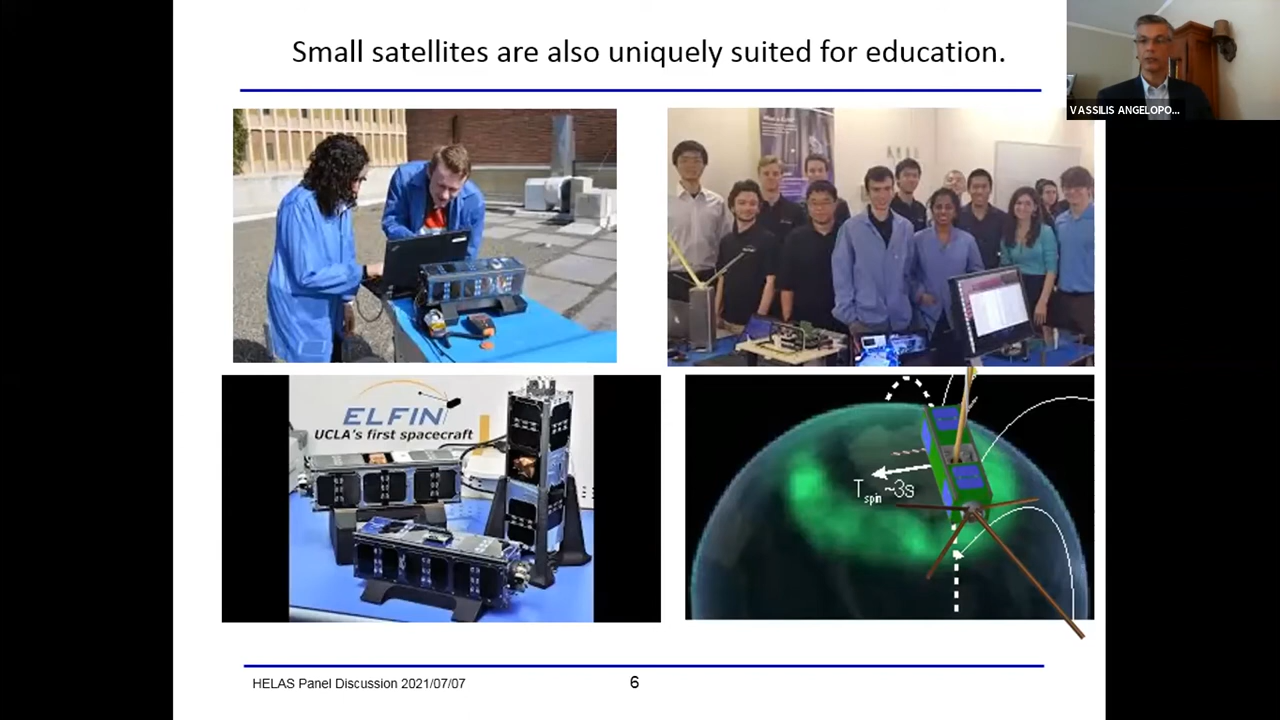 Small satellites are also uniquely suited for education.
VASSILIS ANGELOPO...
ELFIN
UCLA's first spacecraft
Tspin ~3s
HELAS Panel Discussion 2021/07/07
6